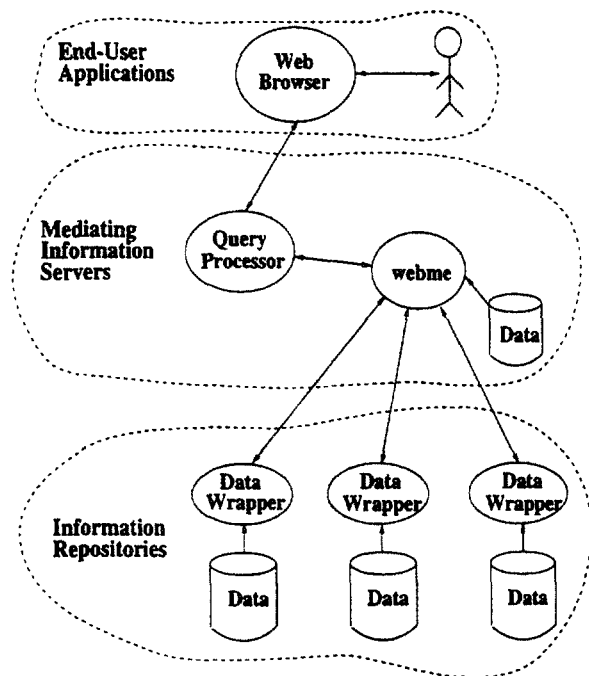 End-User
Applications
Web
Browser
Mediating
Information
Servers
Query
Processor
webme
Data
Data
Wrapper
Data
Wrapper
Data
Wrapper
Information
Repositories
Data
Data
Data